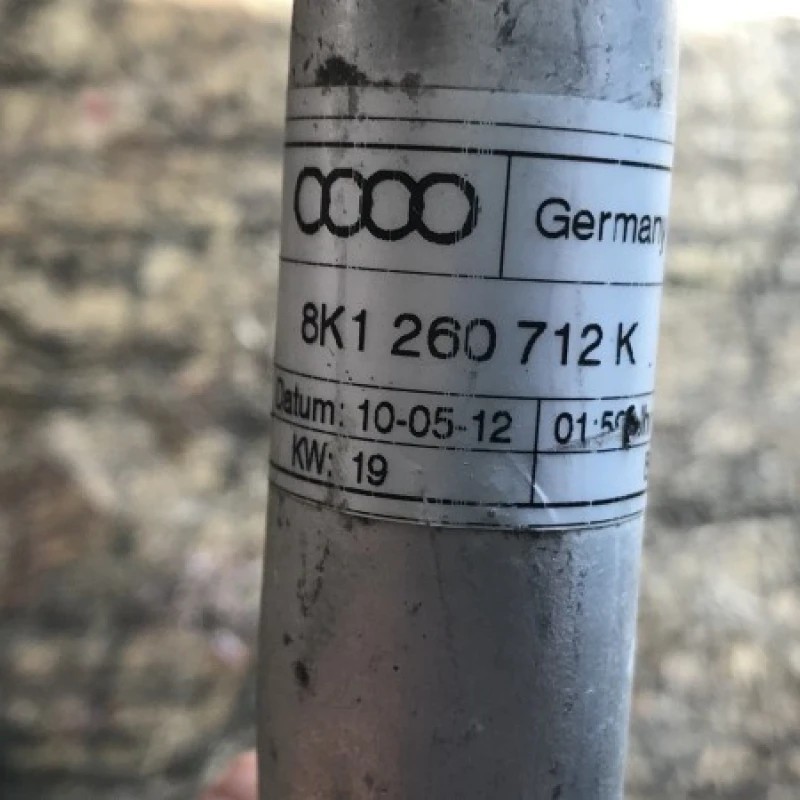 Germany
8K1 260 712 K
Datum: 10-05-12
KW: 19